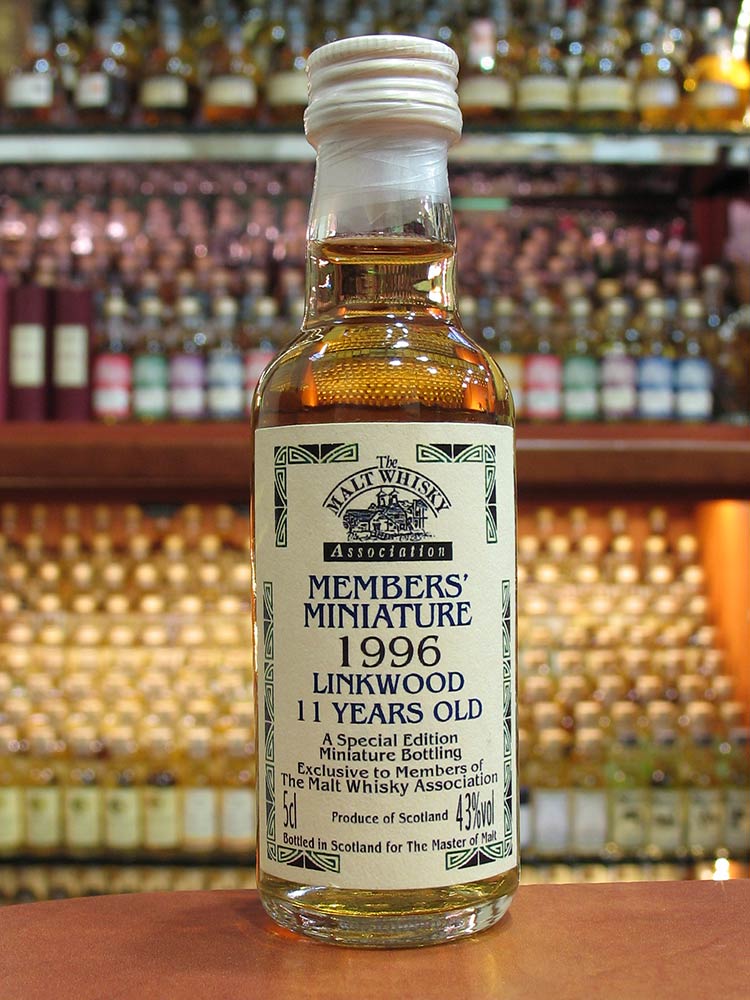 The
MALT WHISKY
Association
MEMBERS'
MINIATURE
1996
LINKWOOD
11 YEARS OLD
A Special Edition
Miniature Bottling
Exclusive to Members of
The Malt Whisky Association
5cl Produce of Scotland 43%vol
Bottled in Scotland for The Master of Malt